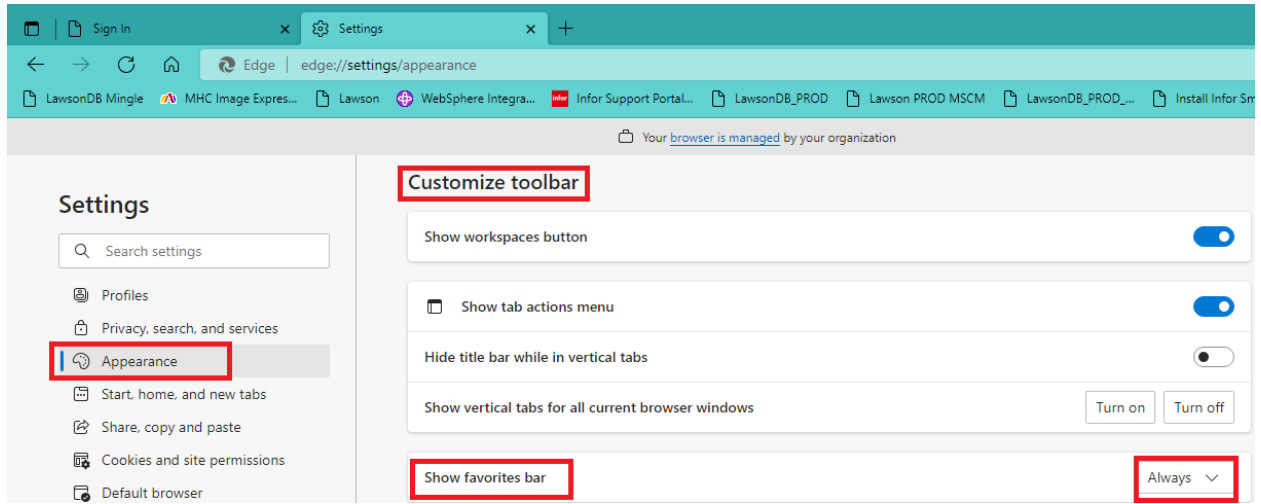 Sign In
Settings
Edge
edge://settings/appearance
LawsonDB Mingle
MHC Image Expres...
Lawson
WebSphere Integra...
infor
Infor Support Portal...
LawsonDB_PROD
Lawson PROD MSCM
LawsonDB_PROD_...
Install Infor Sm
Your browser is managed by your organization
Settings
Search settings
Profiles
Privacy, search, and services
Appearance
Start, home, and new tabs
Share, copy and paste
Cookies and site permissions
Default browser
Customize toolbar
Show workspaces button
Show tab actions menu
Hide title bar while in vertical tabs
Show vertical tabs for all current browser windows
Turn on
Turn off
Show favorites bar
Always